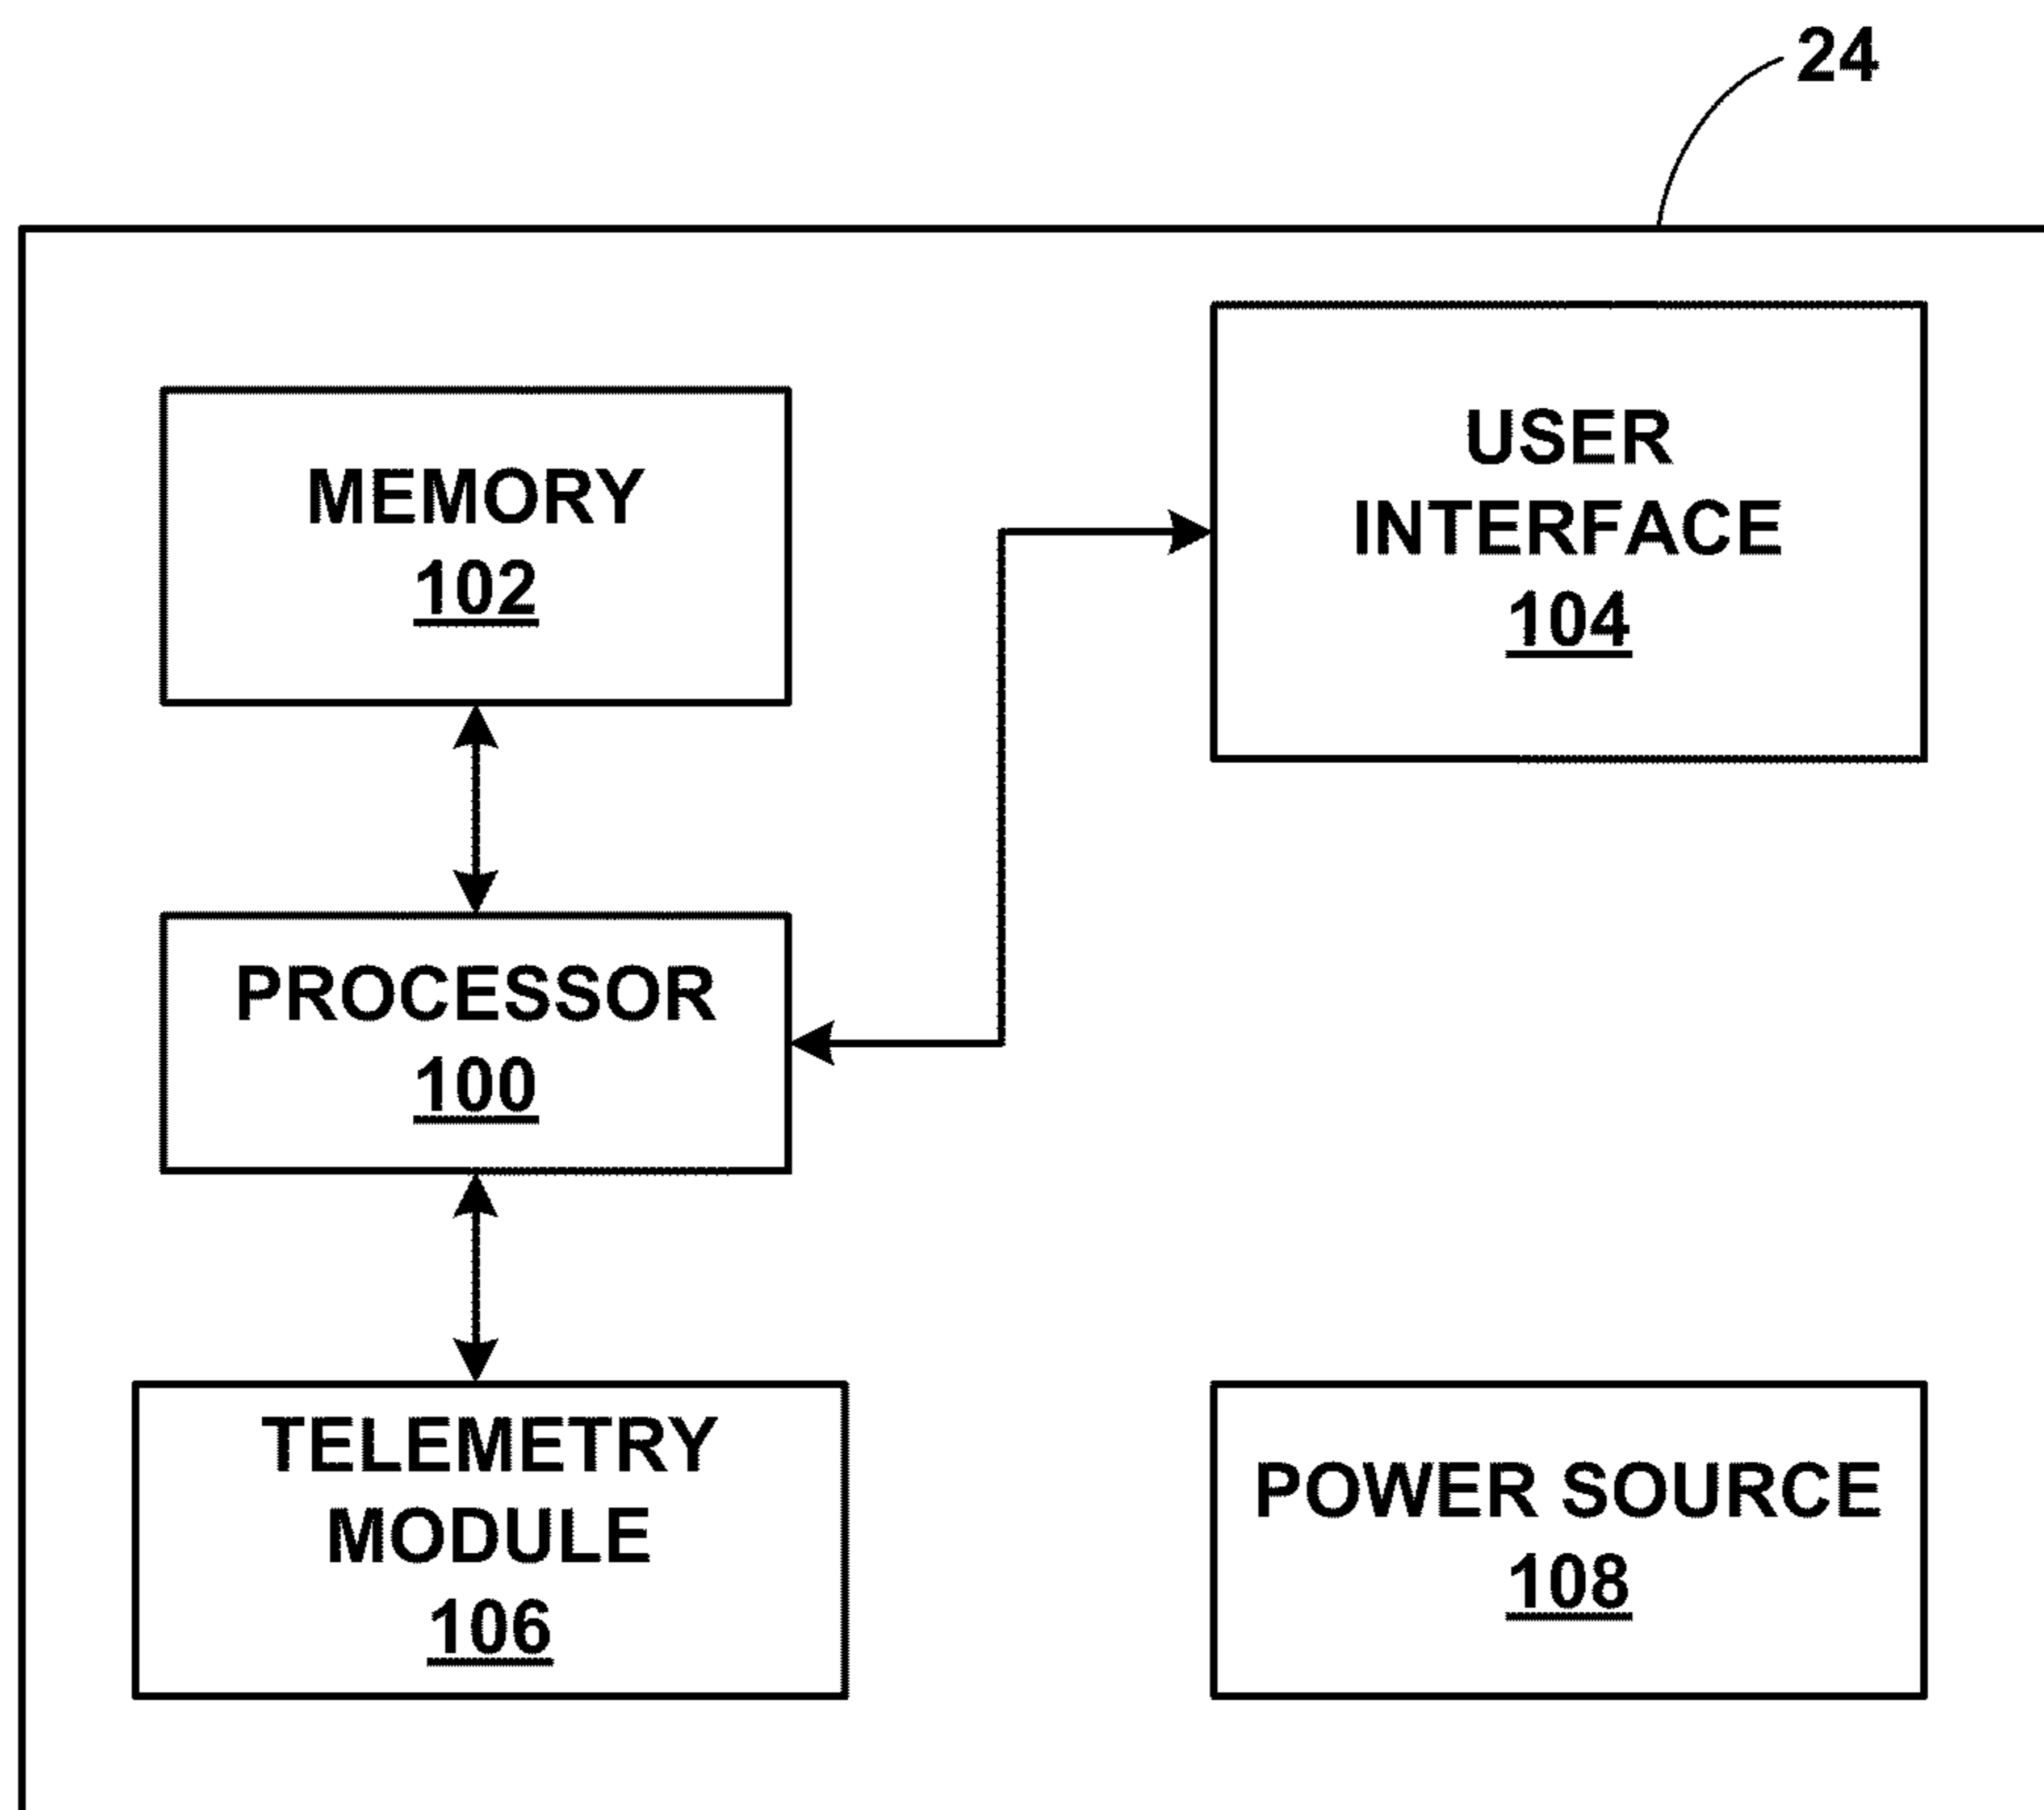 24
MEMORY
102
USER
INTERFACE
104
PROCESSOR
100
TELEMETRY
MODULE
106
POWER SOURCE
108